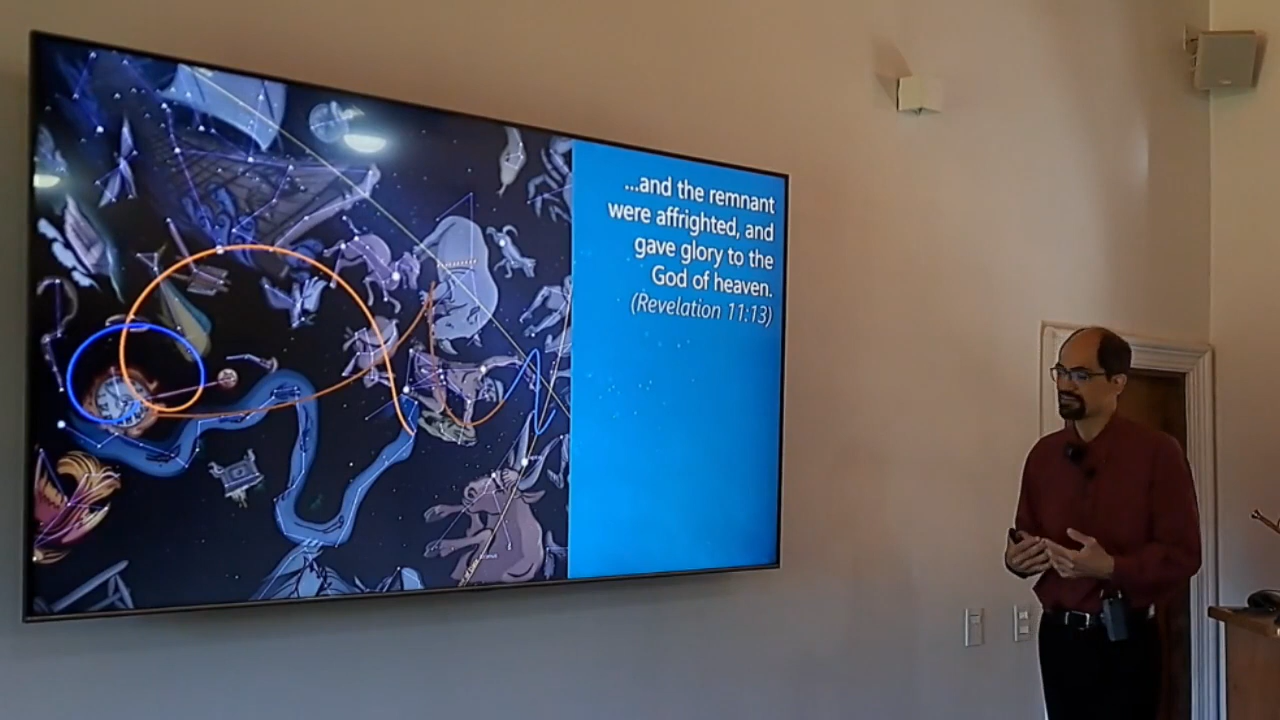 ...and the remnant
were affrighted, and
gave glory to the
God of heaven.
(Revelation 11:13)